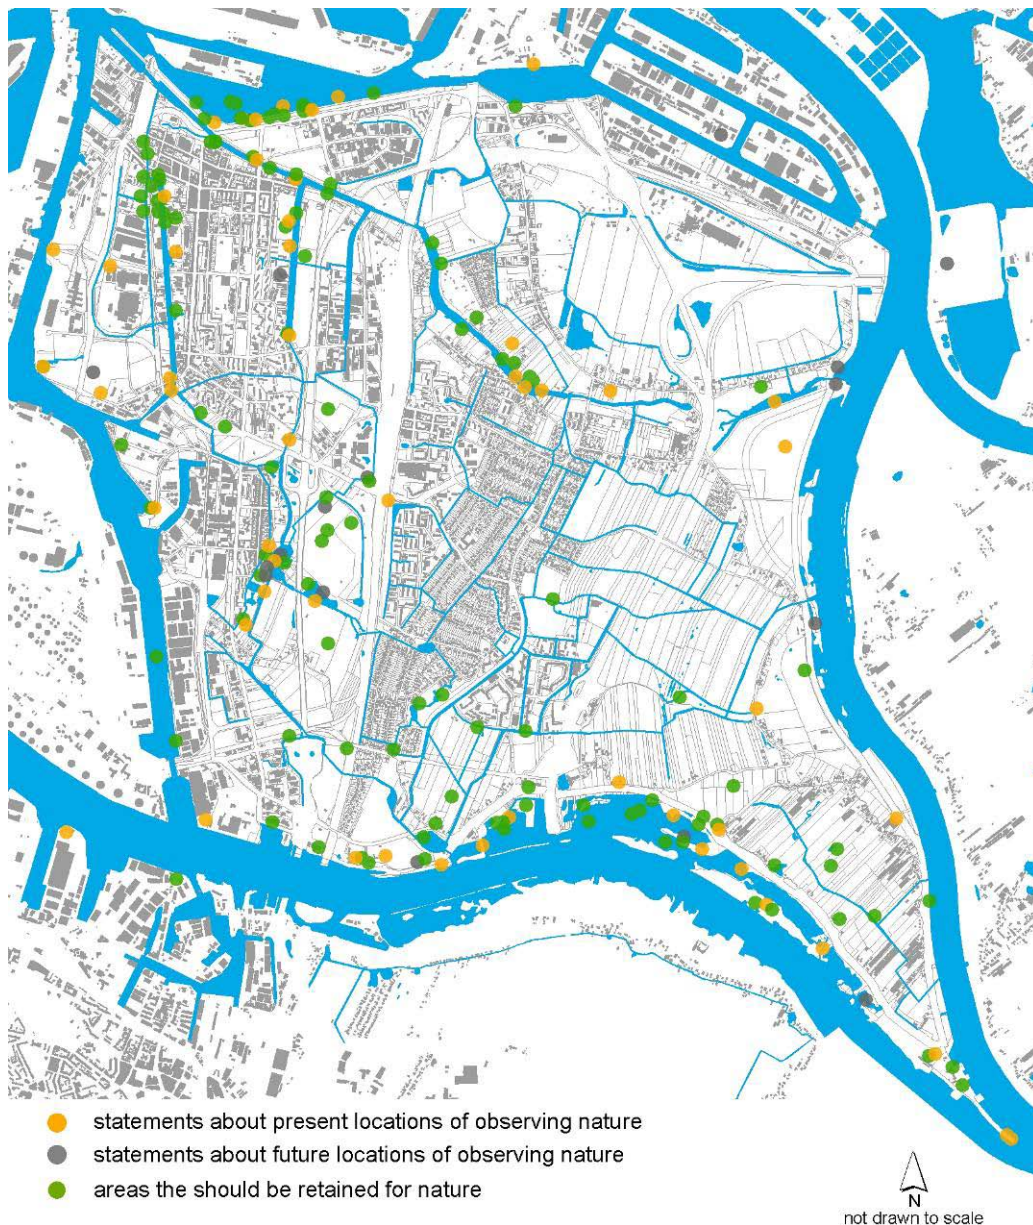 statements about present locations of observing nature
statements about future locations of observing nature
areas the should be retained for nature
N
not drawn to scale